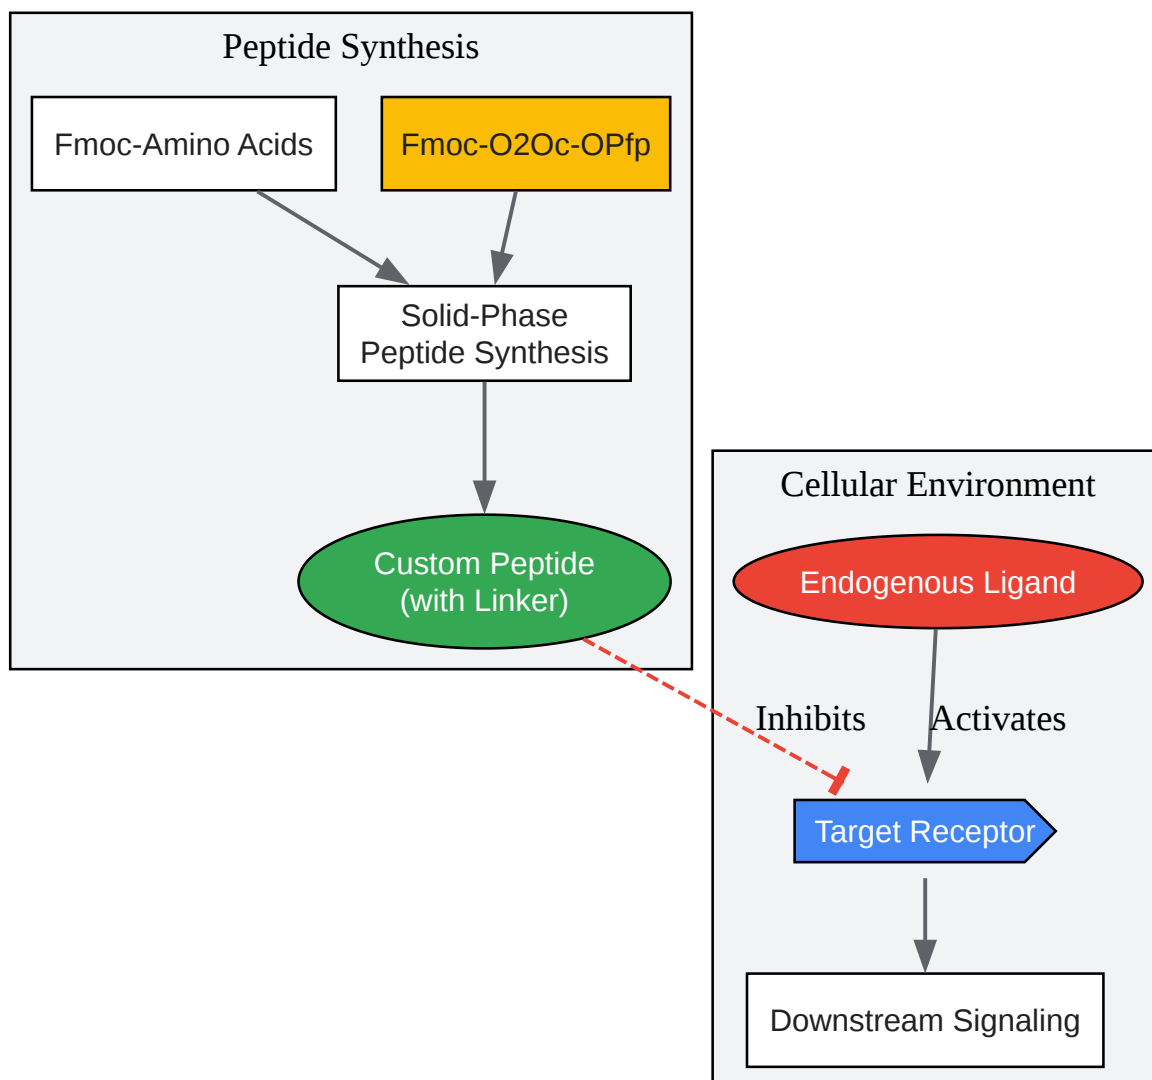 Peptide Synthesis
Fmoc-Amino Acids
Fmoc-O2Oc-OPfp
Solid-Phase
Peptide Synthesis
Custom Peptide
(with Linker)
Cellular Environment
Endogenous Ligand
Inhibits
Activates
Target Receptor
Downstream Signaling